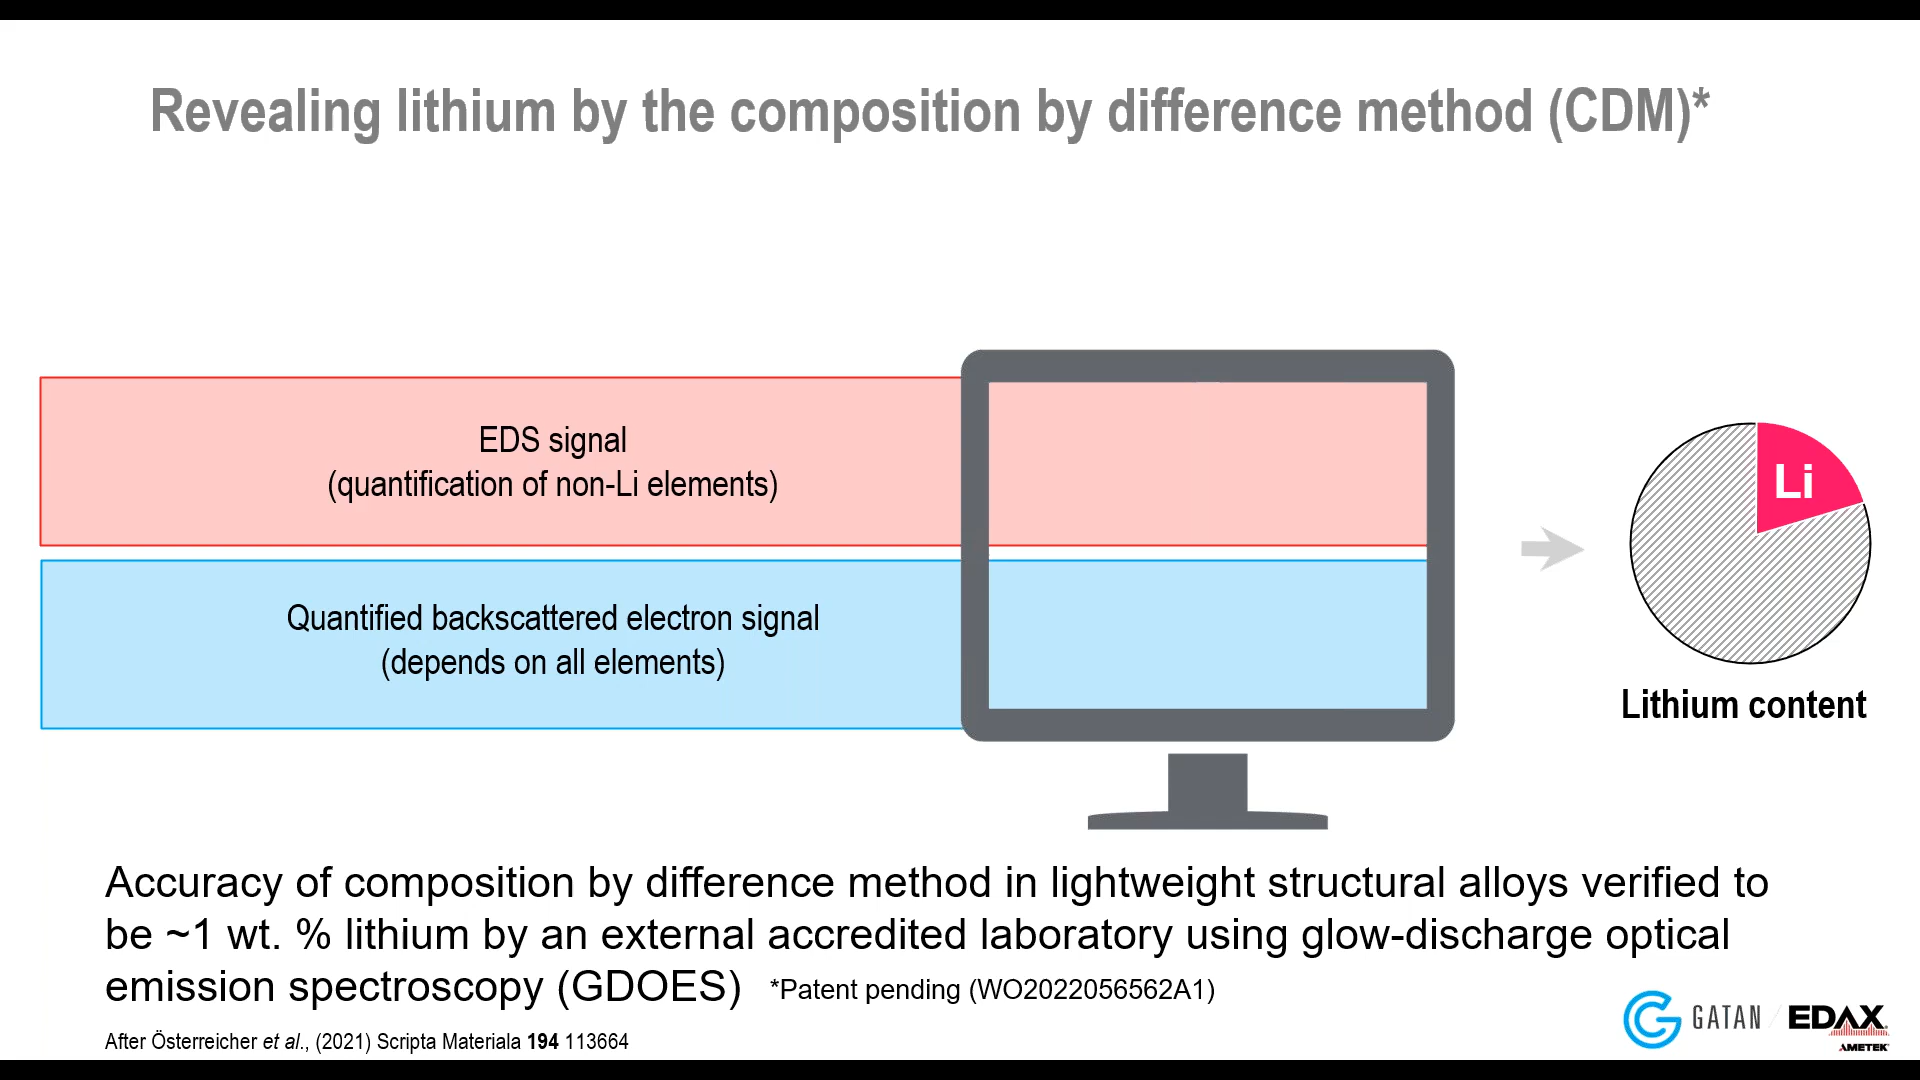 Revealing lithium by the composition by difference method (CDM)*
EDS signal
(quantification of non-Li elements)
Quantified backscattered electron signal
(depends on all elements)
Li
Lithium content
Accuracy of composition by difference method in lightweight structural alloys verified to
be ~1 wt. % lithium by an external accredited laboratory using glow-discharge optical
emission spectroscopy (GDOES) *Patent pending (WO2022056562A1)
After Österreicher et al., (2021) Scripta Materiala 194 113664
GATAN / EDAX
AMETEK